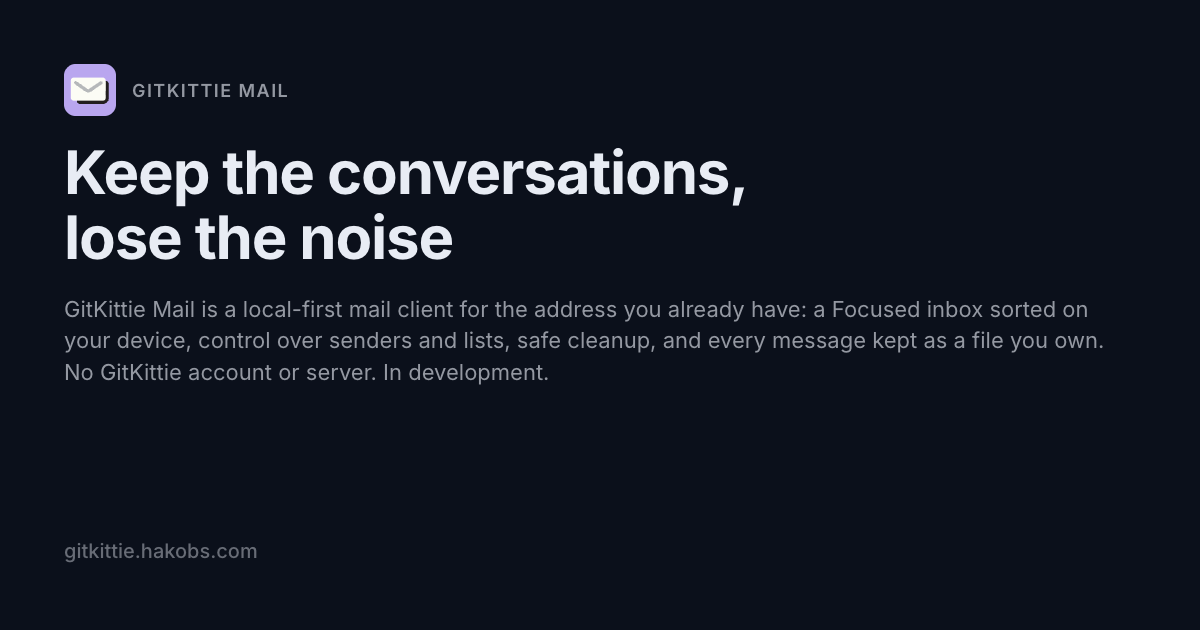 GITKITTIE MAIL
Keep the conversations,
lose the noise
GitKittie Mail is a local-first mail client for the address you already have: a Focused inbox sorted on
your device, control over senders and lists, safe cleanup, and every message kept as a file you own.
No GitKittie account or server. In development.
gitkittie.hakobs.com